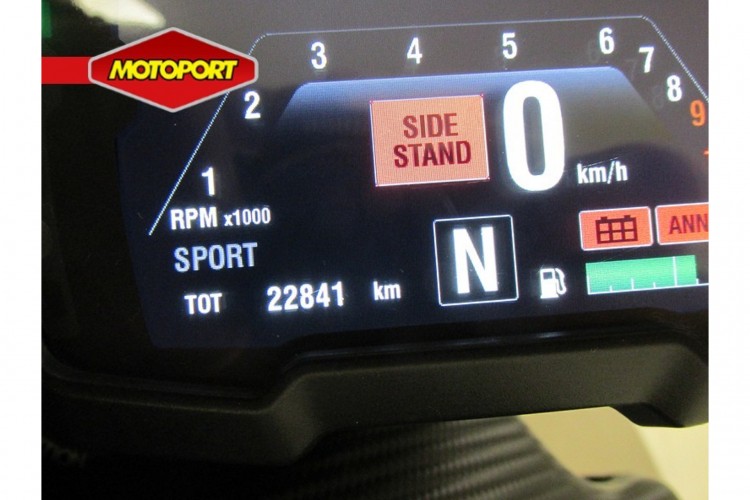 MOTOPORT
1 2 3 4 5 6 7 8 9
SIDE
STAND
0 km/h
RPM x1000
SPORT
N
ANN
TOT 22841 km